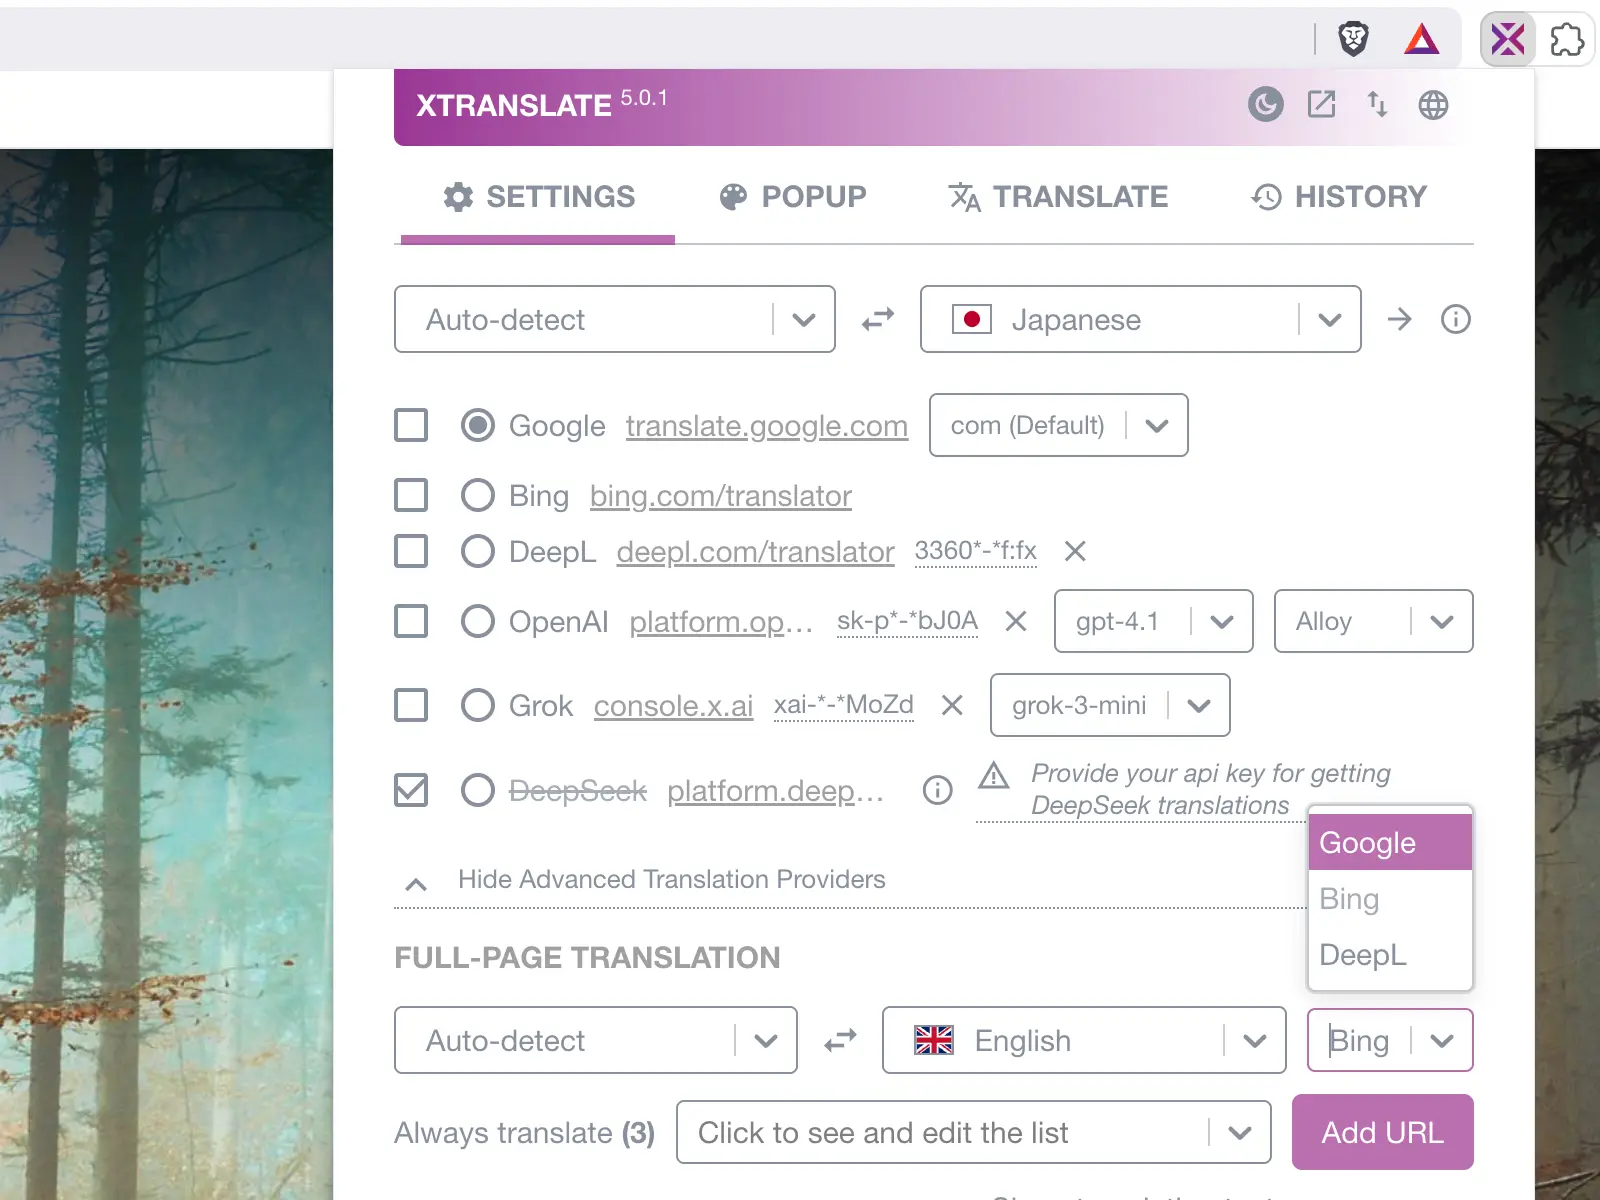 XTRANSLATE 5.0.1
SETTINGS
POPUP
TRANSLATE
HISTORY
Auto-detect
Japanese
Google translate.google.com com (Default)
Bing bing.com/translator
DeepL deepl.com/translator 3360*-*f:fx
OpenAI platform.op... sk-p*-*bJ0A gpt-4.1 Alloy
Grok console.x.ai xai-*-*MoZd grok-3-mini
DeepSeek platform.deep... Provide your api key for getting
DeepSeek translations
Hide Advanced Translation Providers
Google
Bing
DeepL
FULL-PAGE TRANSLATION
Auto-detect
English
Bing
Always translate (3)
Click to see and edit the list
Add URL